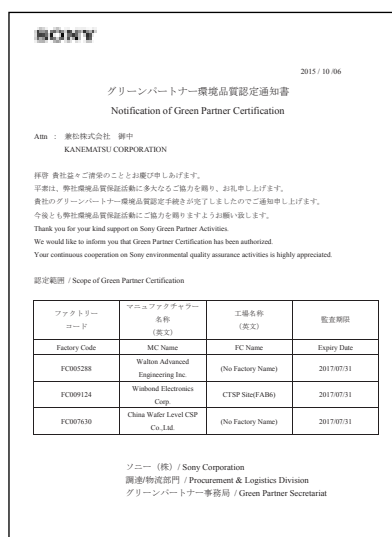 SONY
2015 / 10 /06
グリーンパートナー環境品質認定通知書
Notification of Green Partner Certification
Attn : 兼松株式会社 御中
KANEMATSU CORPORATION
拝啓 貴社益々ご清栄のこととお慶び申しあげます。
平素は、弊社環境品質保証活動に多大なるご協力を賜り、お礼申し上げます。
貴社のグリーンパートナー環境品質認定手続きが完了しましたのでご通知申し上げます。
今後とも弊社環境品質保証活動にご協力を賜りますようお願い致します。
Thank you for your kind support on Sony Green Partner Activities.
We would like to inform you that Green Partner Certification has been authorized.
Your continuous cooperation on Sony environmental quality assurance activities is highly appreciated.
認定範囲 / Scope of Green Partner Certification
ファクトリーコード マニュファクチャラー名称(英文) 工場名称(英文) 監査期限
Factory Code MC Name FC Name Expiry Date
FC005288 Walton Advanced Engineering Inc. (No Factory Name) 2017/07/31
FC009124 Winbond Electronics Corp. CTSP Site(FAB6) 2017/07/31
FC007630 China Wafer Level CSP Co.,Ltd. (No Factory Name) 2017/07/31
ソニー（株）/ Sony Corporation
調達/物流部門 / Procurement & Logistics Division
グリーンパートナー事務局 / Green Partner Secretariat